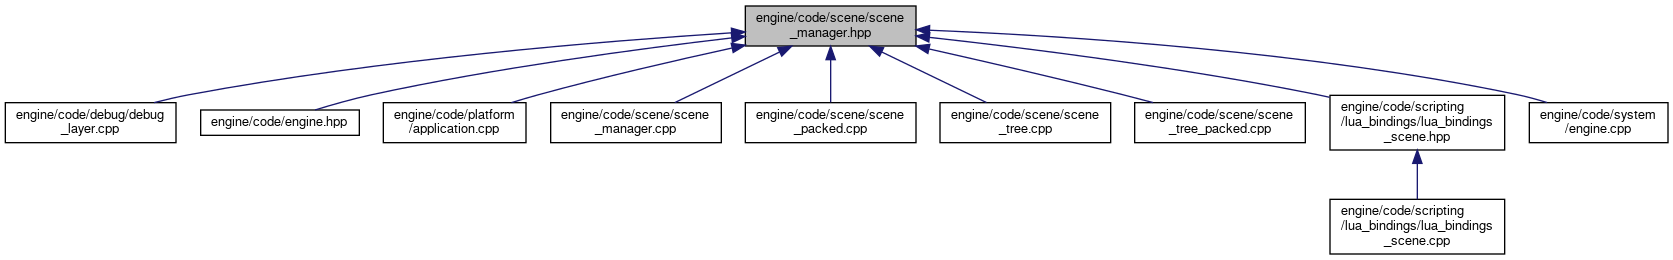 engine/code/scene/scene
_manager.hpp
engine/code/debug/debug
_layer.cpp
engine/code/engine.hpp
engine/code/platform
/application.cpp
engine/code/scene/scene
_manager.cpp
engine/code/scene/scene
_packed.cpp
engine/code/scene/scene
_tree.cpp
engine/code/scene/scene
_tree_packed.cpp
engine/code/scripting
/lua_bindings/lua_bindings
_scene.hpp
engine/code/system
/engine.cpp
engine/code/scripting
/lua_bindings/lua_bindings
_scene.cpp